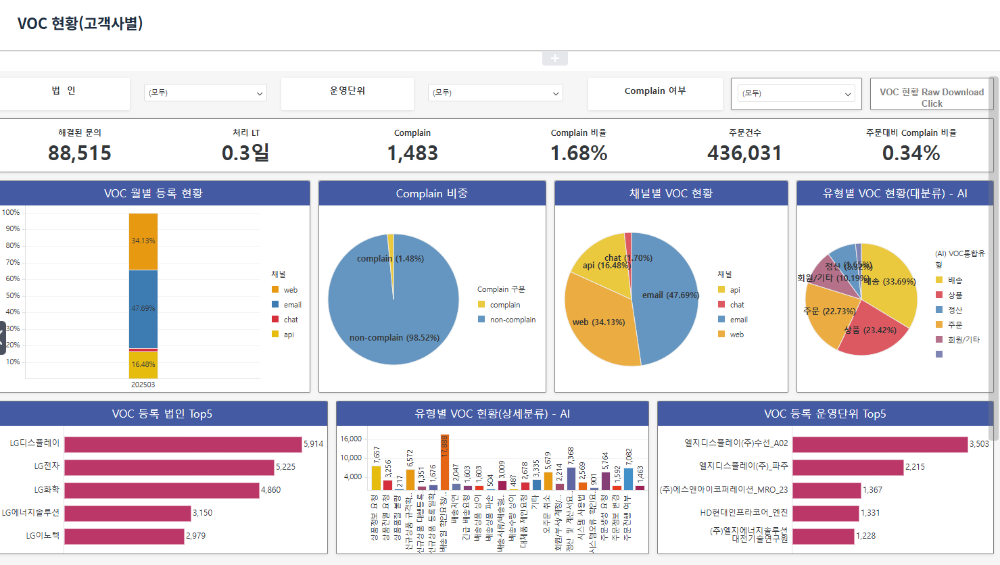 VOC 현황(고객사별)
+
법 인
(모두)
운영단위
(모두)
Complain 여부
(모두)
VOC 현황 Raw Download
Click
해결된 문의
88,515
처리 LT
0.3일
Complain
1,483
Complain 비율
1.68%
주문건수
436,031
주문대비 Complain 비율
0.34%
VOC 월별 등록 현황
100%
90%
80%
70%
60%
50%
40%
30%
20%
10%
34.13%
47.69%
16.48%
202503
채널
web
email
chat
api
Complain 비중
complain (1.48%)
non-complain (98.52%)
Complain 구분
complain
non-complain
채널별 VOC 현황
chat (1.70%)
api (16.48%)
email (47.69%)
web (34.13%)
채널
api
chat
email
web
유형별 VOC 현황(대분류) - AI
(1.65%)
정산
회원/기타 (10.19%)
배송 (33.69%)
주문 (22.73%)
상품 (23.42%)
(AI) VOC통합유
형
배송
상품
정산
주문
회원/기타
VOC 등록 법인 Top5
LG디스플레이
5,914
LG전자
5,225
LG화학
4,860
LG에너지솔루션
3,150
LG이노텍
2,979
유형별 VOC 현황(상세분류) - AI
16,000
10,000
4,000
7,657
3,256
217
6,572
1,351
1,676
17,888
2,047
1,603
1,603
504
3,009
487
2,678
3,335
5,679
2,214
7,368
2,569
901
5,764
1,592
7,082
1,463
상품정보 요청
상품진열 요청
상품품질 불량
신규상품 규격확...
신규상품 대행등록...
신규상품 등록일확...
배송일 확인요청/...
배송지연
긴급 배송요청
배송상품 상이
배송상품 파손
배송서류/배송형...
배송수량 상이
대체품 제안요청
기타
오주문 취소
회원/부서/계정/...
정산 및 계산서요...
시스템 사용법
시스템오류 확인요...
주문생성 요청
주문정보 변경
주문진행 여부
VOC 등록 운영단위 Top5
엘지디스플레이(주)수선_A02
3,503
엘지디스플레이(주)_파주
2,215
(주)에스앤아이코퍼레이션_MRO_23
1,367
HD현대인프라코어_엔진
1,331
(주)엘지에너지솔루션
대전기술연구원
1,228